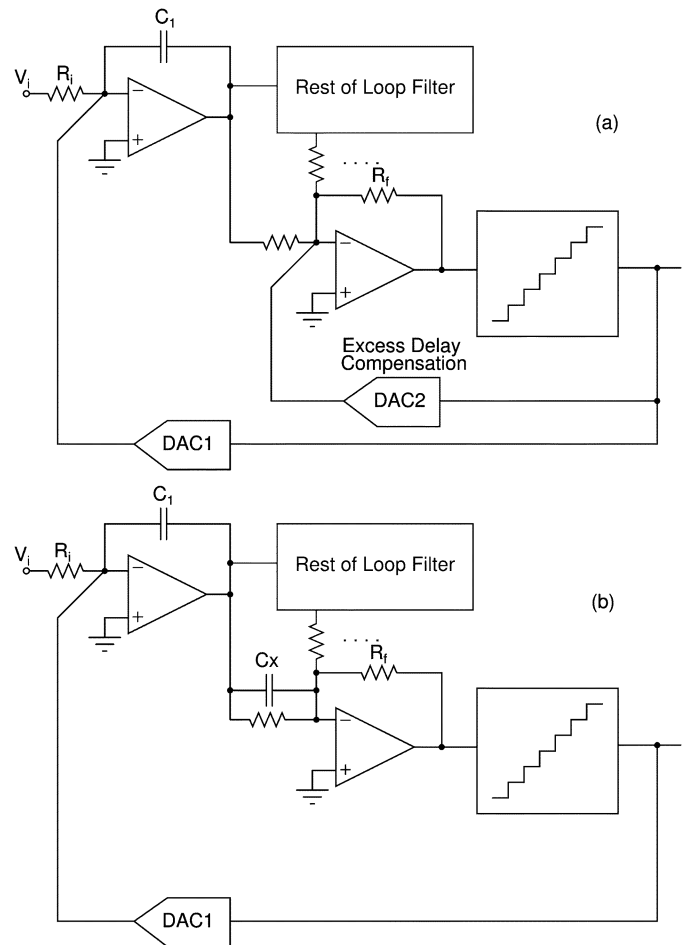 C1
Vi
Ri
−
+
Rest of Loop Filter
(a)
....
Rf
−
+
Excess Delay
Compensation
DAC2
DAC1
C1
Vi
Ri
−
+
Rest of Loop Filter
(b)
....
Cx
Rf
−
+
DAC1